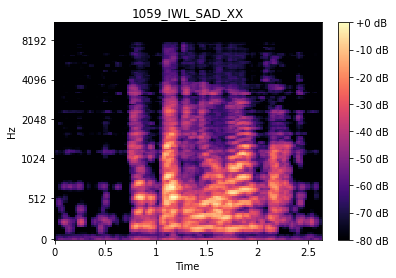 1059_IWL_SAD_XX
+0 dB
8192
-10 dB
4096
-20 dB
-30 dB
2048
Hz
-40 dB
1024
-50 dB
512
-60 dB
-70 dB
0
-80 dB
0 0.5 1 1.5 2 2.5
Time